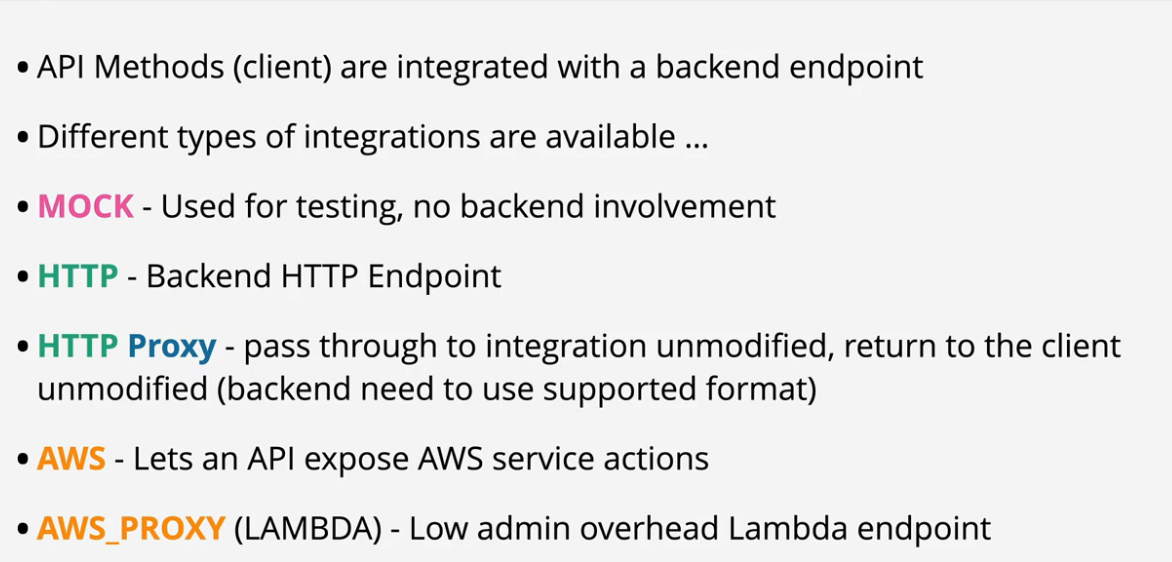 • API Methods (client) are integrated with a backend endpoint
• Different types of integrations are available ...
• MOCK - Used for testing, no backend involvement
• HTTP - Backend HTTP Endpoint
• HTTP Proxy - pass through to integration unmodified, return to the client
unmodified (backend need to use supported format)
• AWS - Lets an API expose AWS service actions
• AWS_PROXY (LAMBDA) - Low admin overhead Lambda endpoint